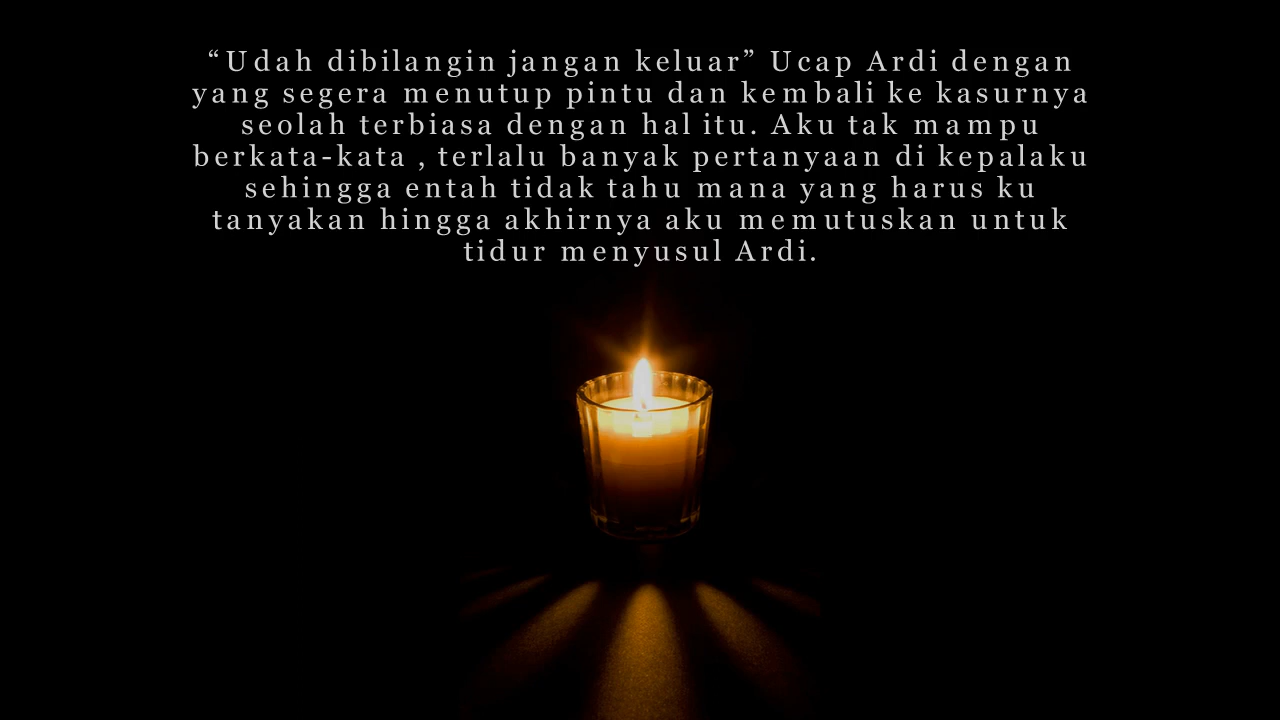 “Udah dibilangin jangan keluar” Ucap Ardi dengan
yang segera menutup pintu dan kembali ke kasurnya
seolah terbiasa dengan hal itu. Aku tak mampu
berkata-kata , terlalu banyak pertanyaan di kepalaku
sehingga entah tidak tahu mana yang harus ku
tanyakan hingga akhirnya aku memutuskan untuk
tidur menyusul Ardi.